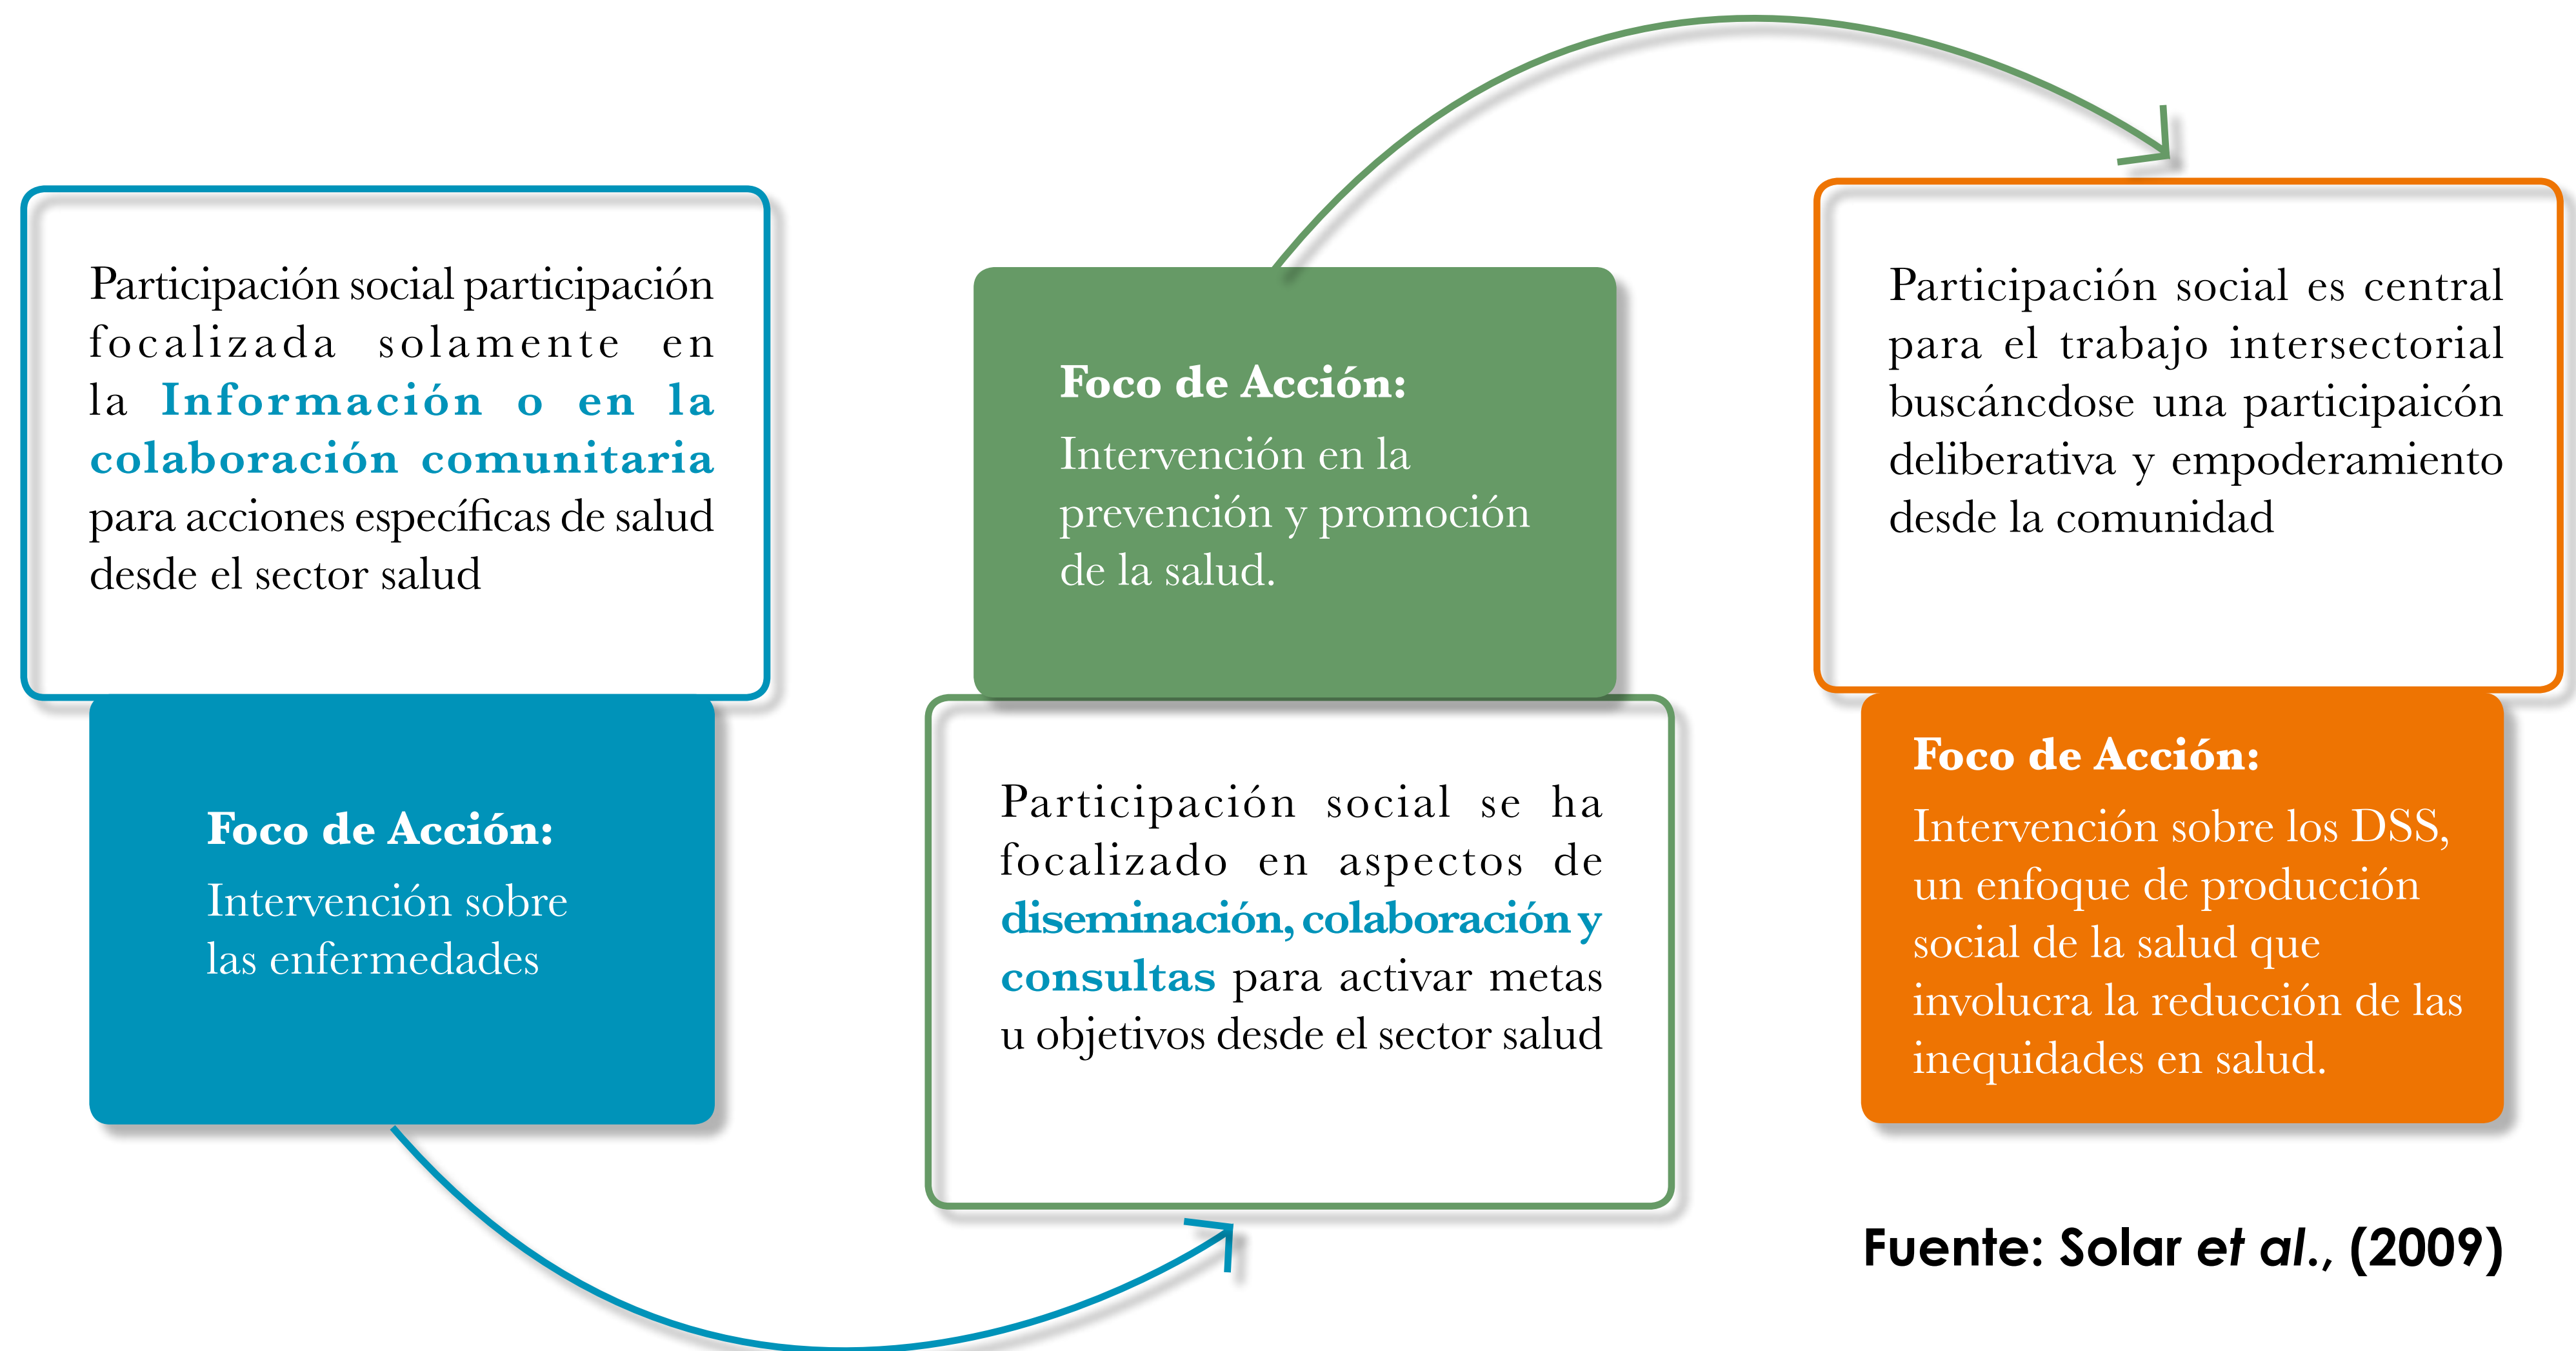 Participación social participación
focalizada solamente en
la Información o en la
colaboración comunitaria
para acciones específicas de salud
desde el sector salud
Foco de Acción:
Intervención sobre
las enfermedades
Foco de Acción:
Intervención en la
prevención y promoción
de la salud.
Participación social se ha
focalizado en aspectos de
diseminación, colaboración y
consultas para activar metas
u objetivos desde el sector salud
Participación social es central
para el trabajo intersectorial
buscáncdose una participaicón
deliberativa y empoderamiento
desde la comunidad
Foco de Acción:
Intervención sobre los DSS,
un enfoque de producción
social de la salud que
involucra la reducción de las
inequidades en salud.
Fuente: Solar et al., (2009)